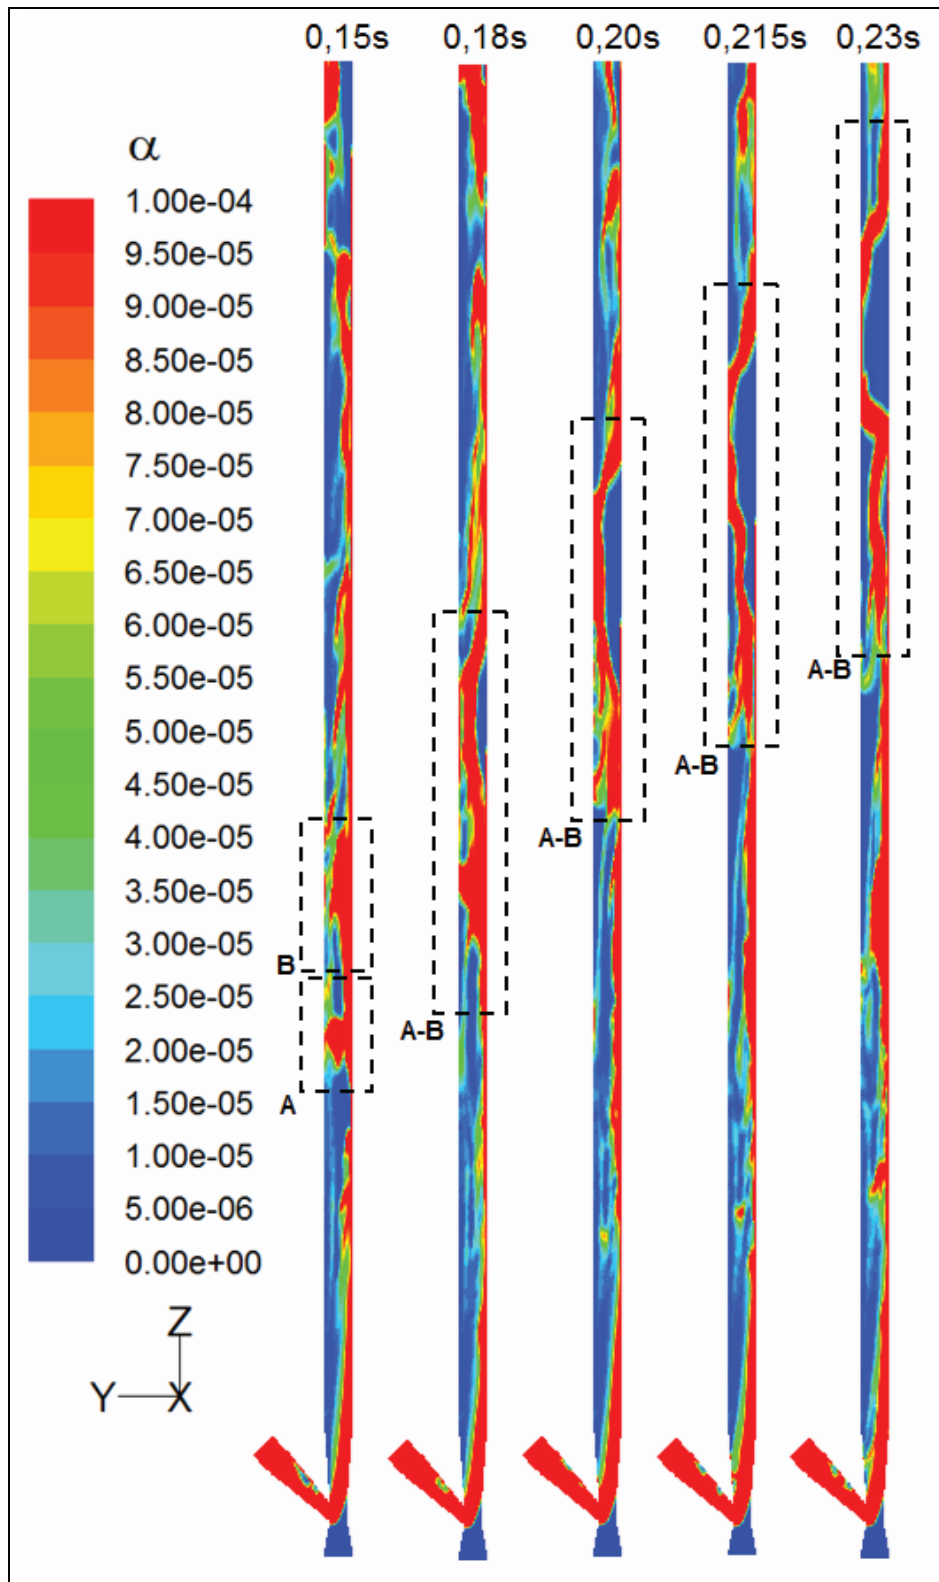 0,15s 0,18s 0,20s 0,215s 0,23s
α
1.00e-04
9.50e-05
9.00e-05
8.50e-05
8.00e-05
7.50e-05
7.00e-05
6.50e-05
6.00e-05
5.50e-05
5.00e-05
4.50e-05
4.00e-05
3.50e-05
3.00e-05
2.50e-05
2.00e-05
1.50e-05
1.00e-05
5.00e-06
0.00e+00
B
A
A-B
A-B
A-B
A-B
Z
Y X